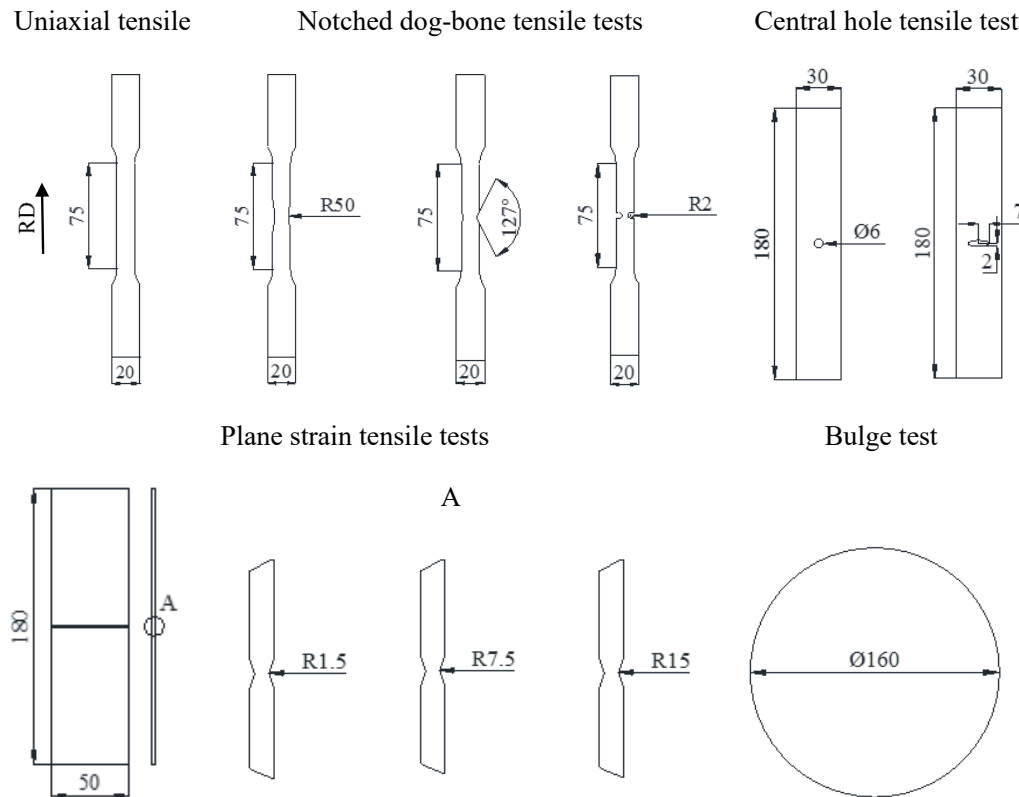 Uniaxial tensile
Notched dog-bone tensile tests
Central hole tensile test
RD
75
20
75
R50
20
75
127°
20
75
R2
20
30
180
Ø6
30
180
7
2
Plane strain tensile tests
Bulge test
180
A
50
A
R1.5
R7.5
R15
Ø160